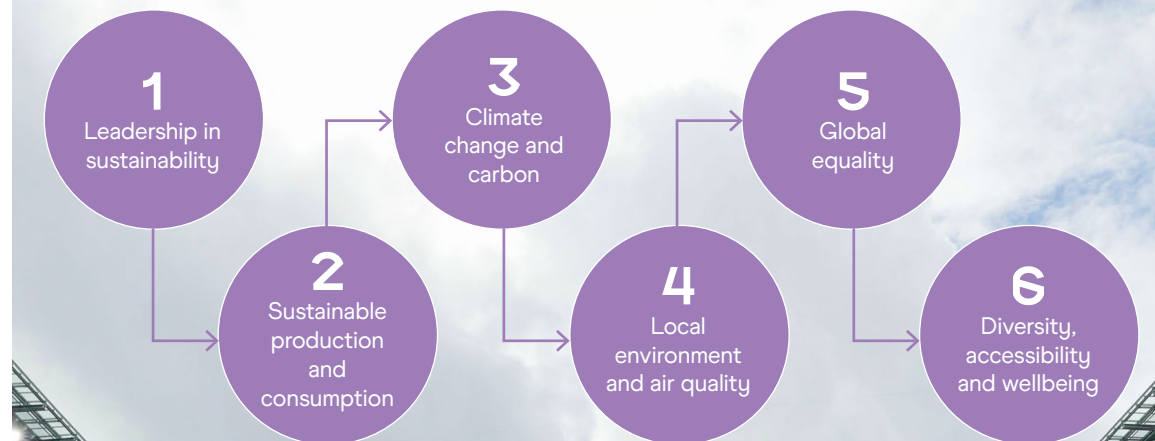 1
Leadership in
sustainability
2
Sustainable
production
and
consumption
3
Climate
change and
carbon
4
Local
environment
and air quality
5
Global
equality
6
Diversity,
accessibility
and wellbeing